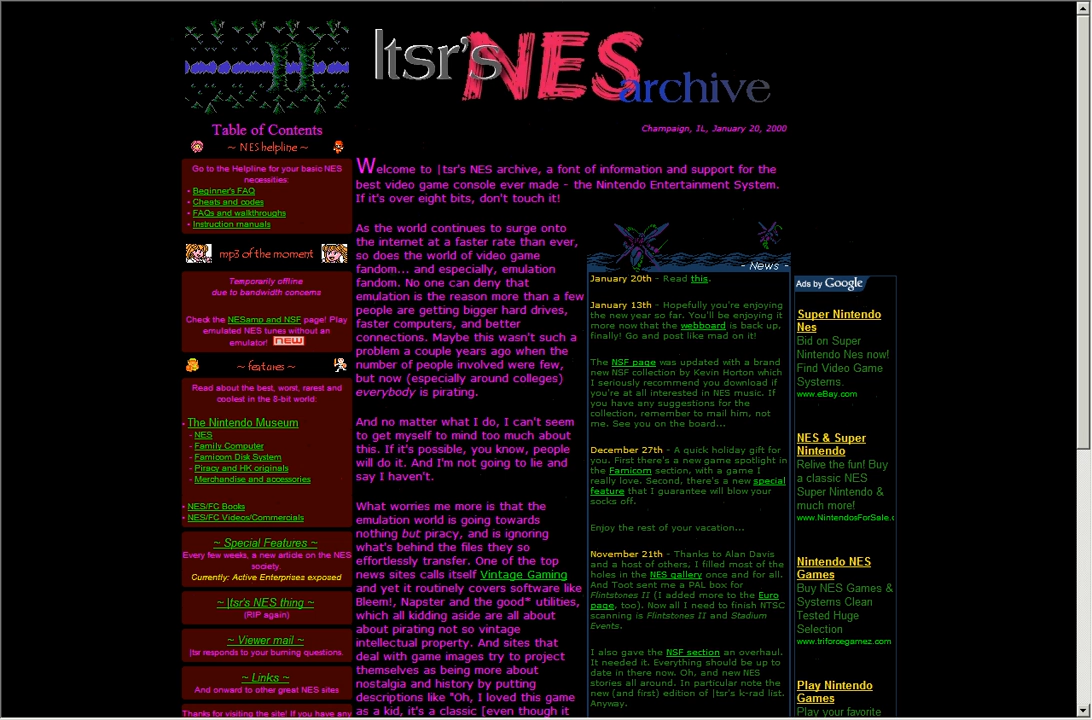 |tsr's NES archive
Champaign, IL, January 20, 2000
Table of Contents
~ NES helpline ~
Go to the Helpline for your basic NES
necessities:
• Beginner's FAQ
• Cheats and codes
• FAQs and walkthroughs
• Instruction manuals
mp3 of the moment
Temporarily offline
due to bandwidth concerns
Check the NESamp and NSF page! Play
emulated NES tunes without an
emulator! NEW
~ features ~
Read about the best, worst, rarest and
coolest in the 8-bit world:
• The Nintendo Museum
- NES
- Family Computer
- Famicom Disk System
- Piracy and HK originals
- Merchandise and accessories
• NES/FC Books
• NES/FC Videos/Commercials
~ Special Features ~
Every few weeks, a new article on the NES
society.
Currently: Active Enterprises exposed
~ |tsr's NES thing ~
(RIP again)
~ Viewer mail ~
|tsr responds to your burning questions.
~ Links ~
And onward to other great NES sites
Thanks for visiting the site! If you have any
Welcome to |tsr's NES archive, a font of information and support for the
best video game console ever made - the Nintendo Entertainment System.
If it's over eight bits, don't touch it!
As the world continues to surge onto
the internet at a faster rate than ever,
so does the world of video game
fandom... and especially, emulation
fandom. No one can deny that
emulation is the reason more than a few
people are getting bigger hard drives,
faster computers, and better
connections. Maybe this wasn't such a
problem a couple years ago when the
number of people involved were few,
but now (especially around colleges)
everybody is pirating.
And no matter what I do, I can't seem
to get myself to mind too much about
this. If it's possible, you know, people
will do it. And I'm not going to lie and
say I haven't.
What worries me more is that the
emulation world is going towards
nothing but piracy, and is ignoring
what's behind the files they so
effortlessly transfer. One of the top
news sites calls itself Vintage Gaming
and yet it routinely covers software like
Bleem!, Napster and the good* utilities,
which all kidding aside are all about
about pirating not so vintage
intellectual property. And sites that
deal with game images try to project
themselves as being more about
nostalgia and history by putting
descriptions like "Oh, I loved this game
as a kid, it's a classic [even though it
- News -
January 20th - Read this.
January 13th - Hopefully you're enjoying
the new year so far. You'll be enjoying it
more now that the webboard is back up,
finally! Go and post like mad on it!
The NSF page was updated with a brand
new NSF collection by Kevin Horton which
I seriously recommend you download if
you're at all interested in NES music. If
you have any suggestions for the
collection, remember to mail him, not
me. See you on the board...
December 27th - A quick holiday gift for
you. First there's a new game spotlight in
the Famicom section, with a game I
really love. Second, there's a new special
feature that I guarantee will blow your
socks off.
Enjoy the rest of your vacation...
November 21th - Thanks to Alan Davis
and a host of others, I filled most of the
holes in the NES gallery once and for all.
And Toot sent me a PAL box for
Flintstones II (I added more to the Euro
page, too). Now all I need to finish NTSC
scanning is Flintstones II and Stadium
Events.
I also gave the NSF section an overhaul.
It needed it. Everything should be up to
date in there now. Oh, and new NES
stories all around. In particular note the
new (and first) edition of |tsr's k-rad list.
Anyway.
Ads by Google
Super Nintendo
Nes
Bid on Super
Nintendo Nes now!
Find Video Game
Systems.
www.eBay.com
NES & Super
Nintendo
Relive the fun! Buy
a classic NES
Super Nintendo &
much more!
www.NintendosForSale.c
Nintendo NES
Games
Buy NES Games &
Systems Clean
Tested Huge
Selection
www.triforcegamez.com
Play Nintendo
Games
Play your favorite